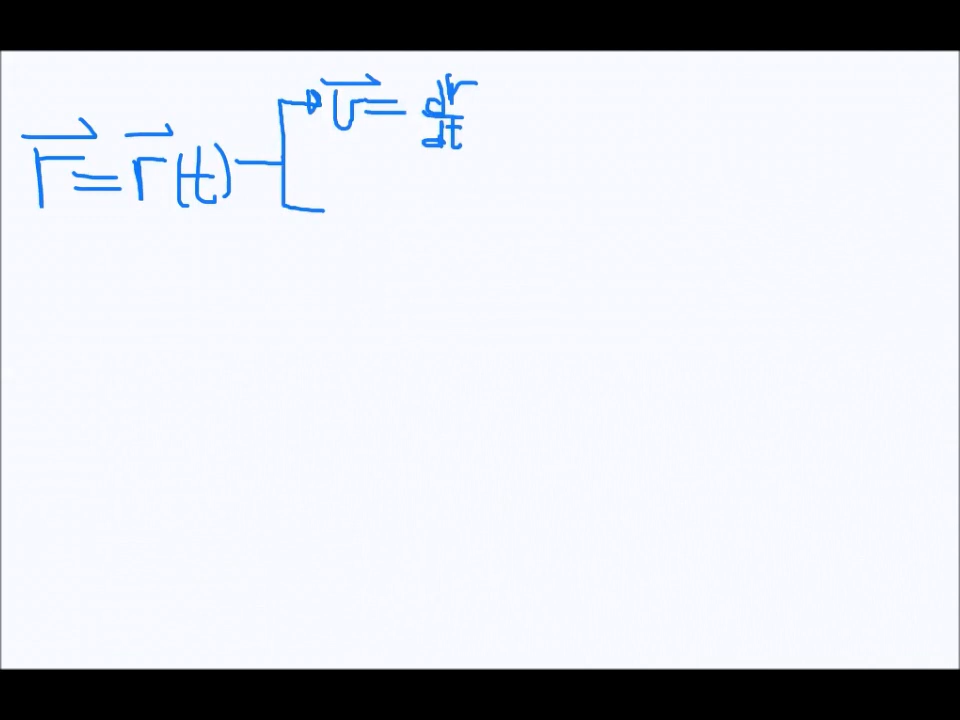 v⃗ = dr/dt
r⃗ = r⃗(t)